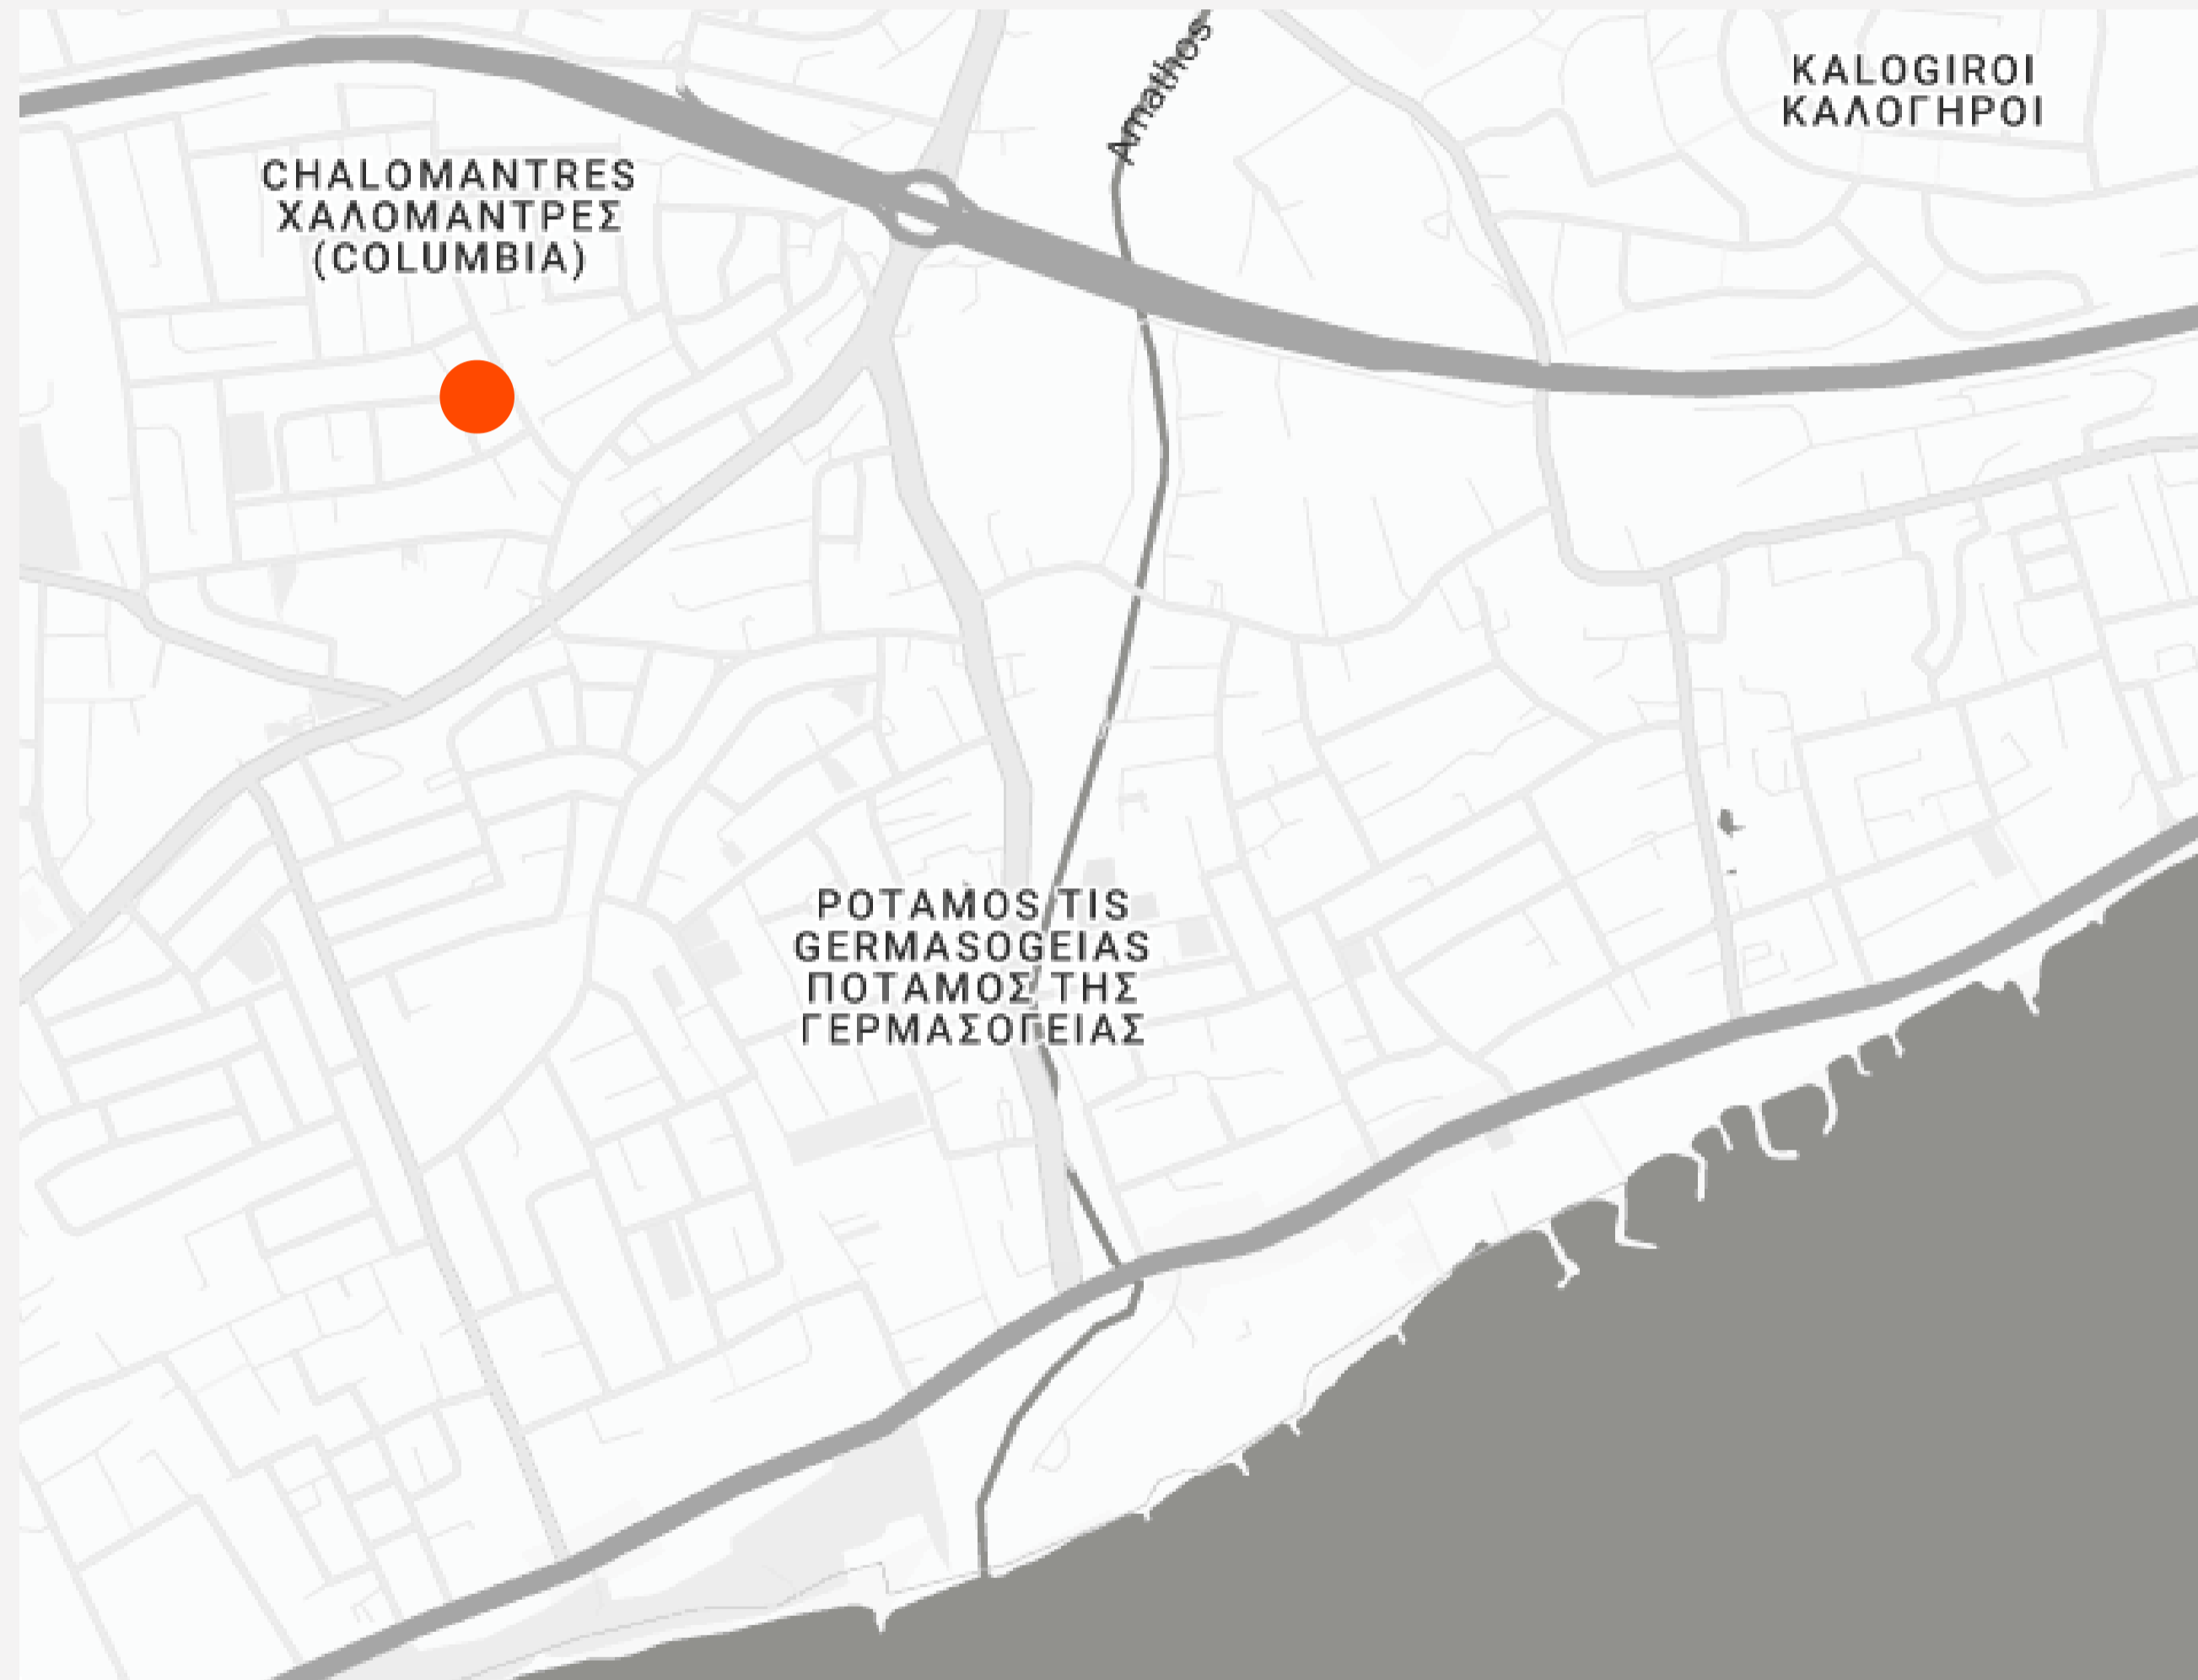 Amathos
KALOGIROI
ΚΑΛΟΓΗΡΟΙ
CHALOMANTRES
ΧΑΛΟΜΑΝΤΡΕΣ
(COLUMBIA)
POTAMOS TIS
GERMASOGEIAS
ΠΟΤΑΜΟΣ ΤΗΣ
ΓΕΡΜΑΣΟΓΕΙΑΣ